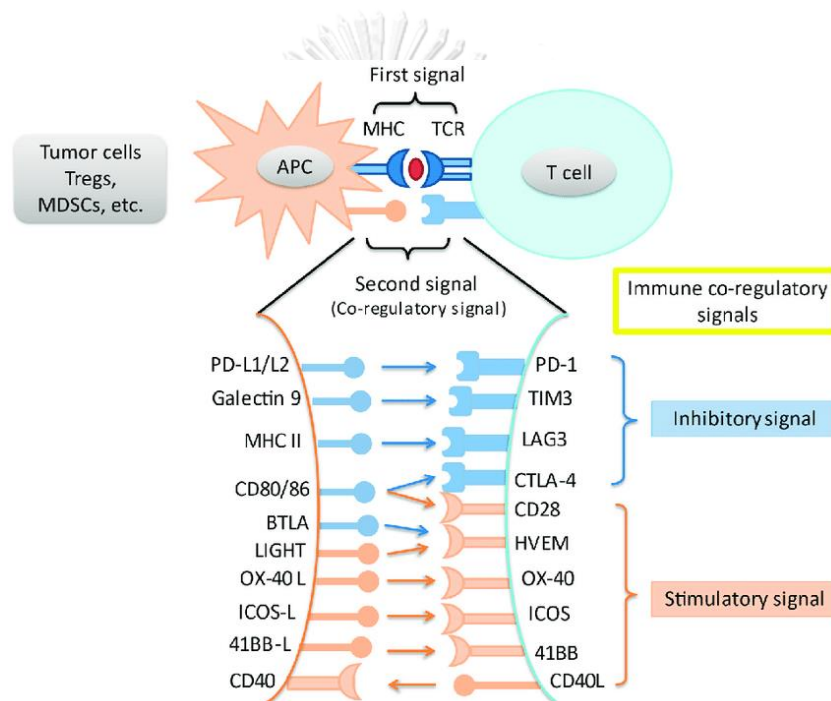 First signal
MHC TCR
Tumor cells
Tregs,
MDSCs, etc.
APC
T cell
Second signal
(Co-regulatory signal)
Immune co-regulatory
signals
PD-L1/L2
PD-1
Galectin 9
TIM3
MHC II
LAG3
Inhibitory signal
CD80/86
CTLA-4
CD28
BTLA
LIGHT
HVEM
OX-40 L
OX-40
ICOS-L
ICOS
Stimulatory signal
41BB-L
41BB
CD40
CD40L